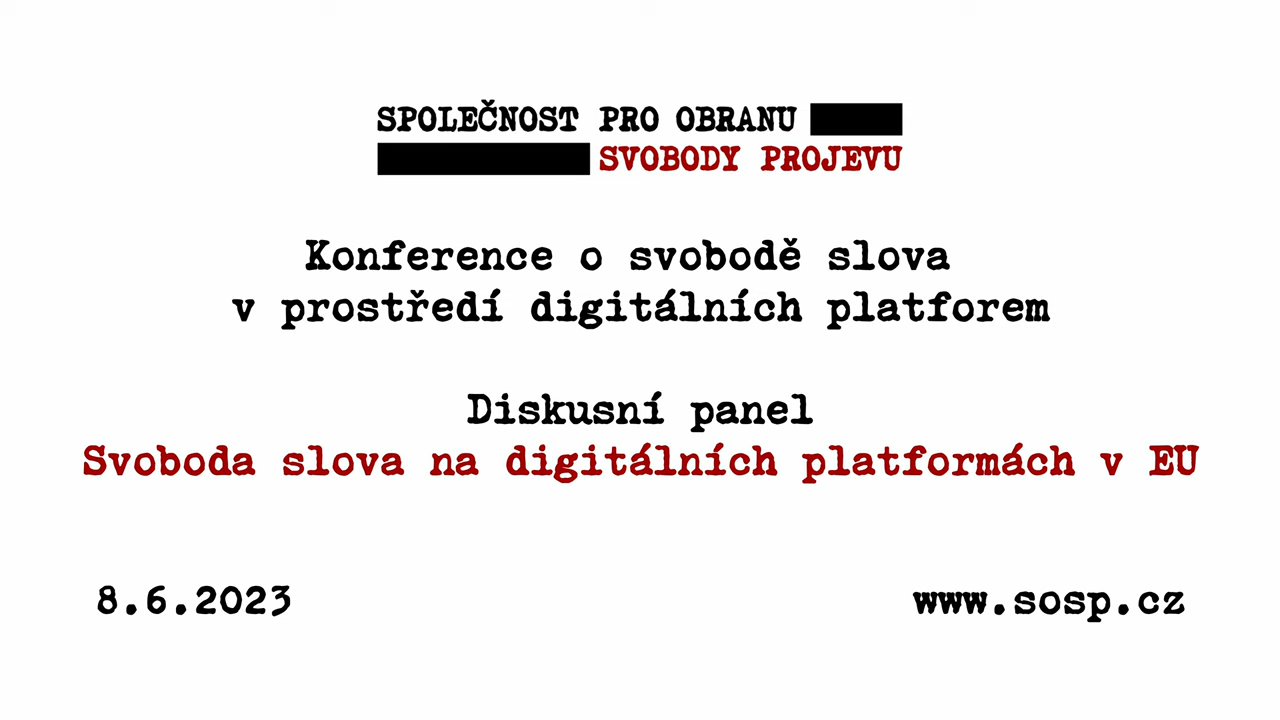 SPOLEČNOST PRO OBRANU
SVOBODY PROJEVU
Konference o svobodě slova
v prostředí digitálních platforem
Diskusní panel
Svoboda slova na digitálních platformách v EU
8.6.2023
www.sosp.cz